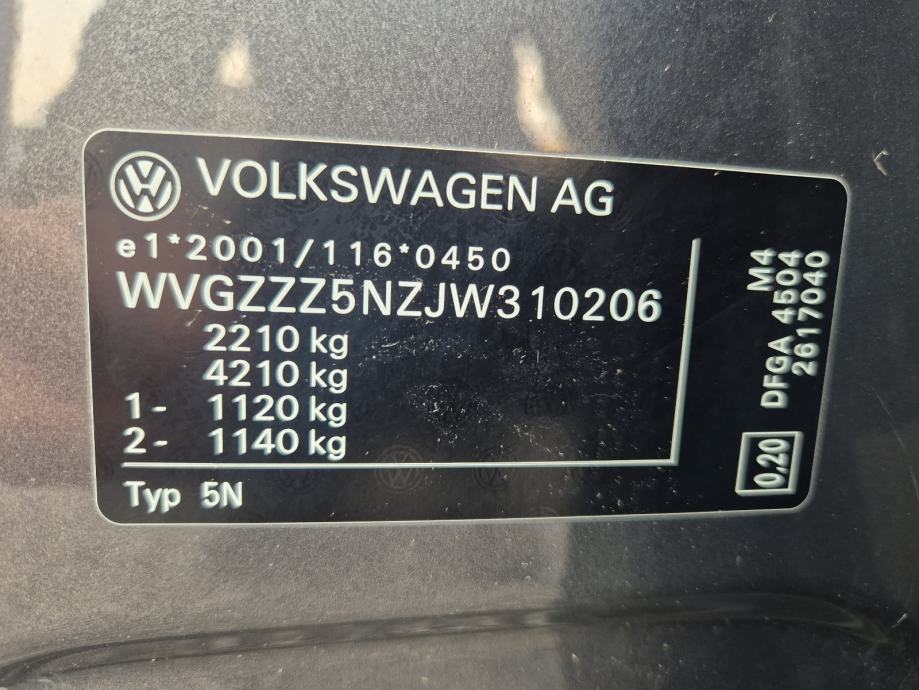 VOLKSWAGEN AG
e1*2001/116*0450
WVGZZZ5NZJW310206
2210 kg
4210 kg
1- 1120 kg
2- 1140 kg
Typ 5N
M4
DFGA 4504
2617040
0,20